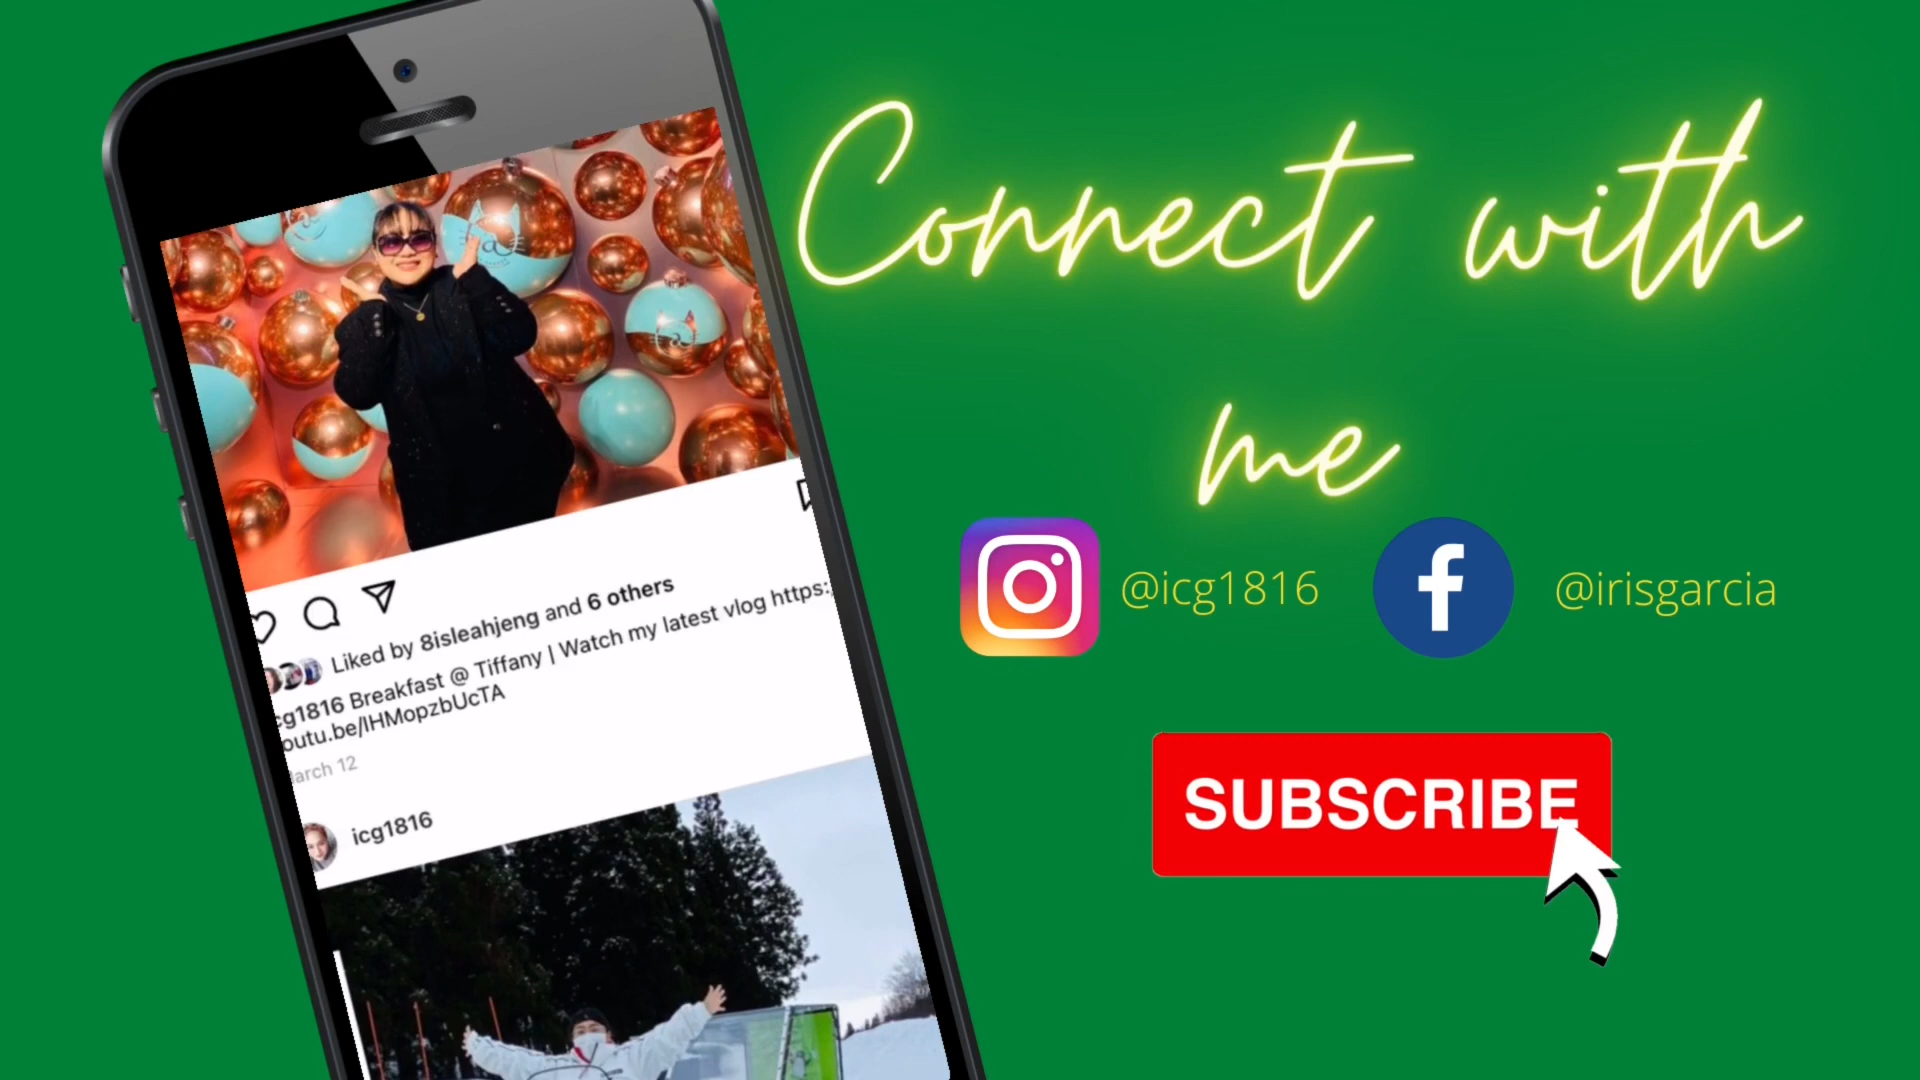 Connect with
me
@icg1816
@irisgarcia
SUBSCRIBE
Liked by 8isleahjeng and 6 others
cg1816 Breakfast @ Tiffany | Watch my latest vlog https:
outu.be/lHMopzbUcTA
arch 12
icg1816